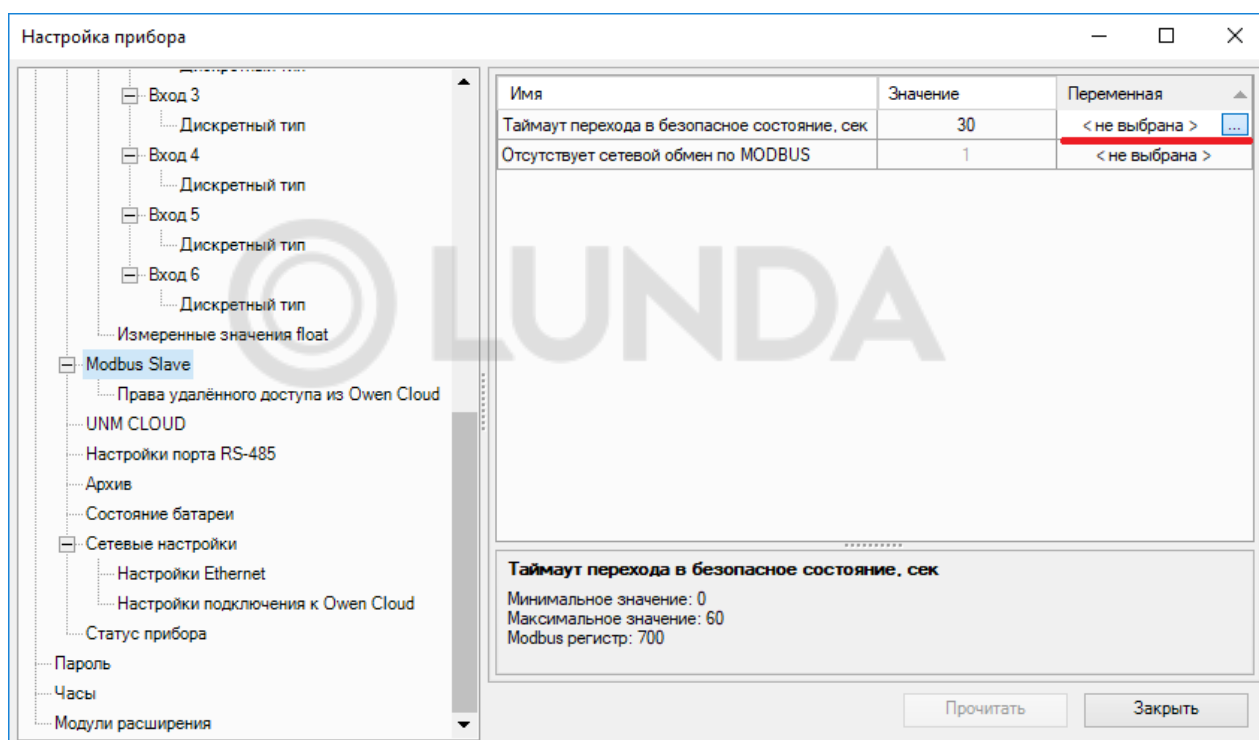 Настройка прибора
Дискретный тип
Вход 3
Дискретный тип
Вход 4
Дискретный тип
Вход 5
Дискретный тип
Вход 6
Дискретный тип
Измеренные значения float
Modbus Slave
Права удалённого доступа из Owen Cloud
UNM CLOUD
Настройки порта RS-485
Архив
Состояние батареи
Сетевые настройки
Настройки Ethernet
Настройки подключения к Owen Cloud
Статус прибора
Пароль
Часы
Модули расширения
Имя Значение Переменная
Таймаут перехода в безопасное состояние, сек 30 < не выбрана > ...
Отсутствует сетевой обмен по MODBUS 1 < не выбрана >
LUNDA
Таймаут перехода в безопасное состояние, сек
Минимальное значение: 0
Максимальное значение: 60
Modbus регистр: 700
Прочитать Закрыть